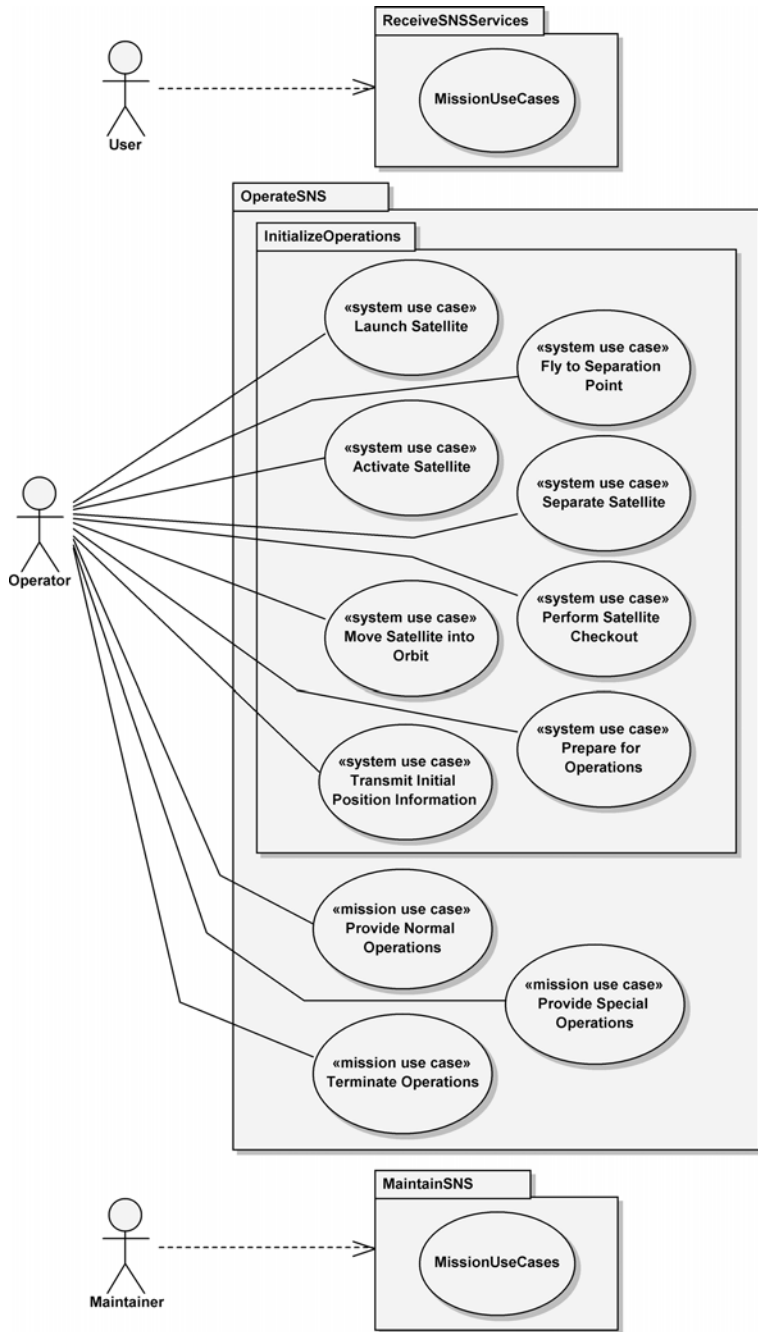 ReceiveSNSServices
MissionUseCases
User
OperateSNS
InitializeOperations
«system use case»
Launch Satellite
«system use case»
Fly to Separation
Point
«system use case»
Activate Satellite
«system use case»
Separate Satellite
Operator
«system use case»
Move Satellite into
Orbit
«system use case»
Perform Satellite
Checkout
«system use case»
Transmit Initial
Position Information
«system use case»
Prepare for
Operations
«mission use case»
Provide Normal
Operations
«mission use case»
Provide Special
Operations
«mission use case»
Terminate Operations
MaintainSNS
MissionUseCases
Maintainer